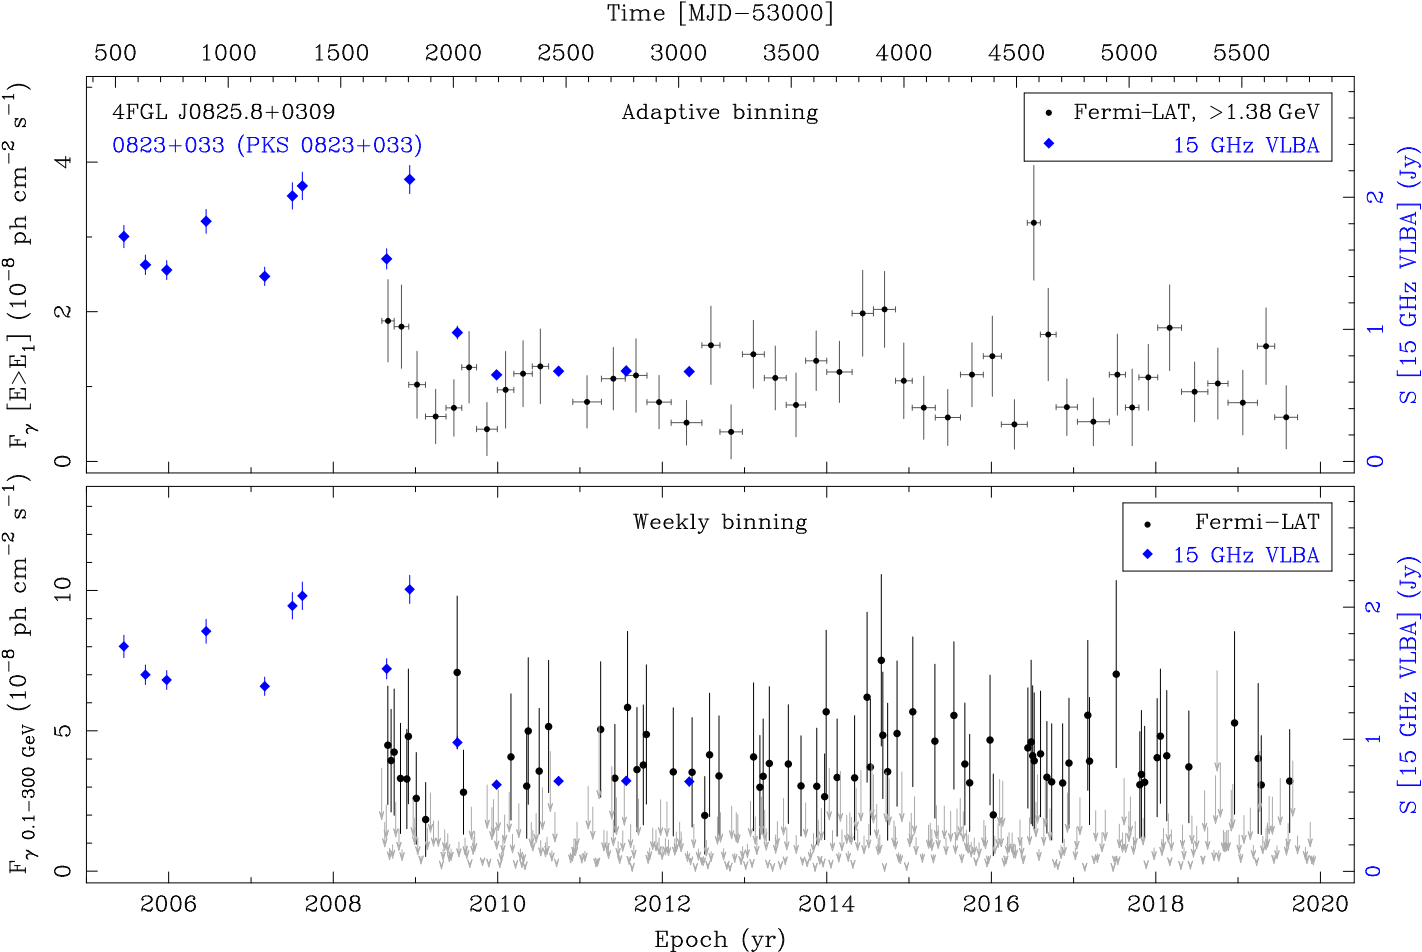 Time [MJD−53000]
500 1000 1500 2000 2500 3000 3500 4000 4500 5000 5500
4FGL J0825.8+0309
0823+033 (PKS 0823+033)
Adaptive binning
Fermi−LAT, >1.38 GeV
15 GHz VLBA
F_γ [E>E_1] (10^−8 ph cm^−2 s^−1)
4
2
0
S [15 GHz VLBA] (Jy)
2
1
0
Weekly binning
Fermi−LAT
15 GHz VLBA
F_γ 0.1−300 GeV (10^−8 ph cm^−2 s^−1)
10
5
0
S [15 GHz VLBA] (Jy)
2
1
0
2006 2008 2010 2012 2014 2016 2018 2020
Epoch (yr)